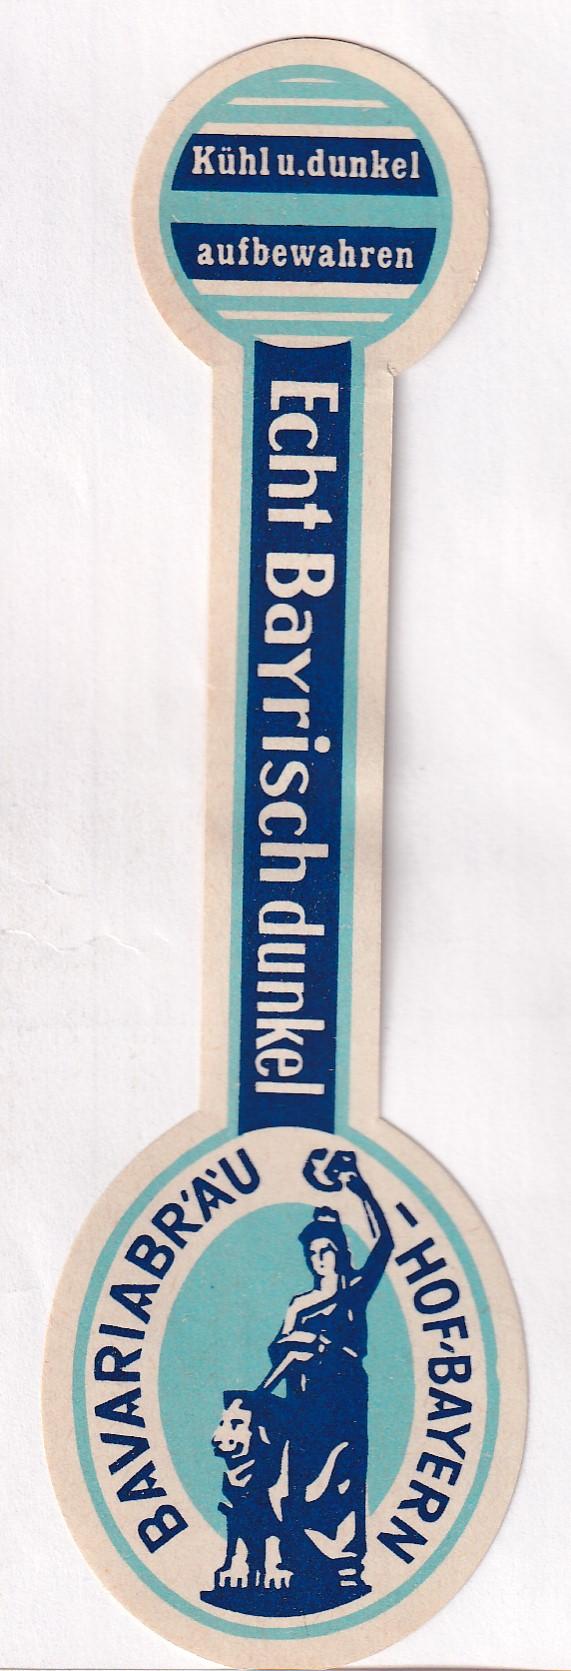 Kühl u. dunkel
aufbewahren
Echt Bayrisch dunkel
BAVARIABRÄU - HOF-BAYERN